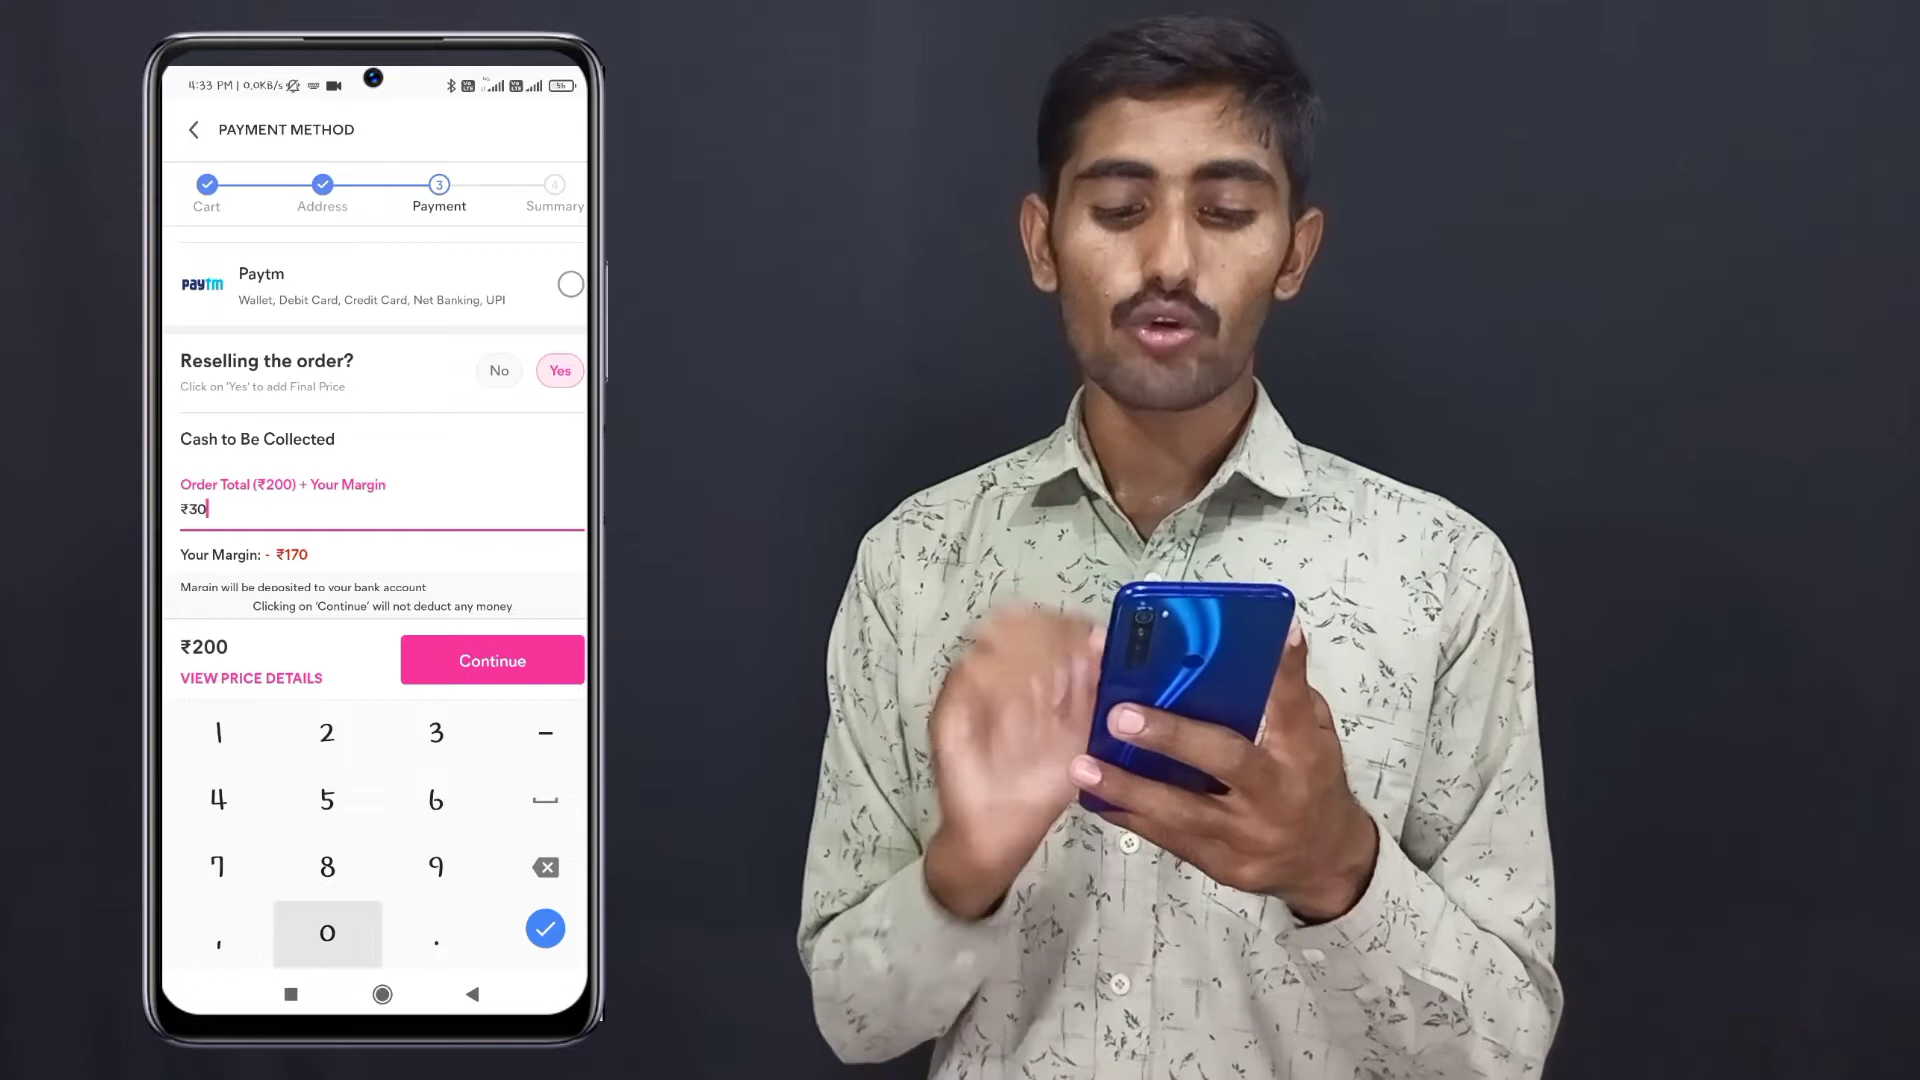 4:33 PM | 0.0KB/s
56
PAYMENT METHOD
3
4
Cart
Address
Payment
Summary
paytm
Paytm
Wallet, Debit Card, Credit Card, Net Banking, UPI
Reselling the order?
No
Yes
Click on 'Yes' to add Final Price
Cash to Be Collected
Order Total (₹200) + Your Margin
₹30
Your Margin: - ₹170
Margin will be deposited to your bank account
Clicking on 'Continue' will not deduct any money
₹200
Continue
VIEW PRICE DETAILS
1 2 3 -
4 5 6
7 8 9
, 0 .